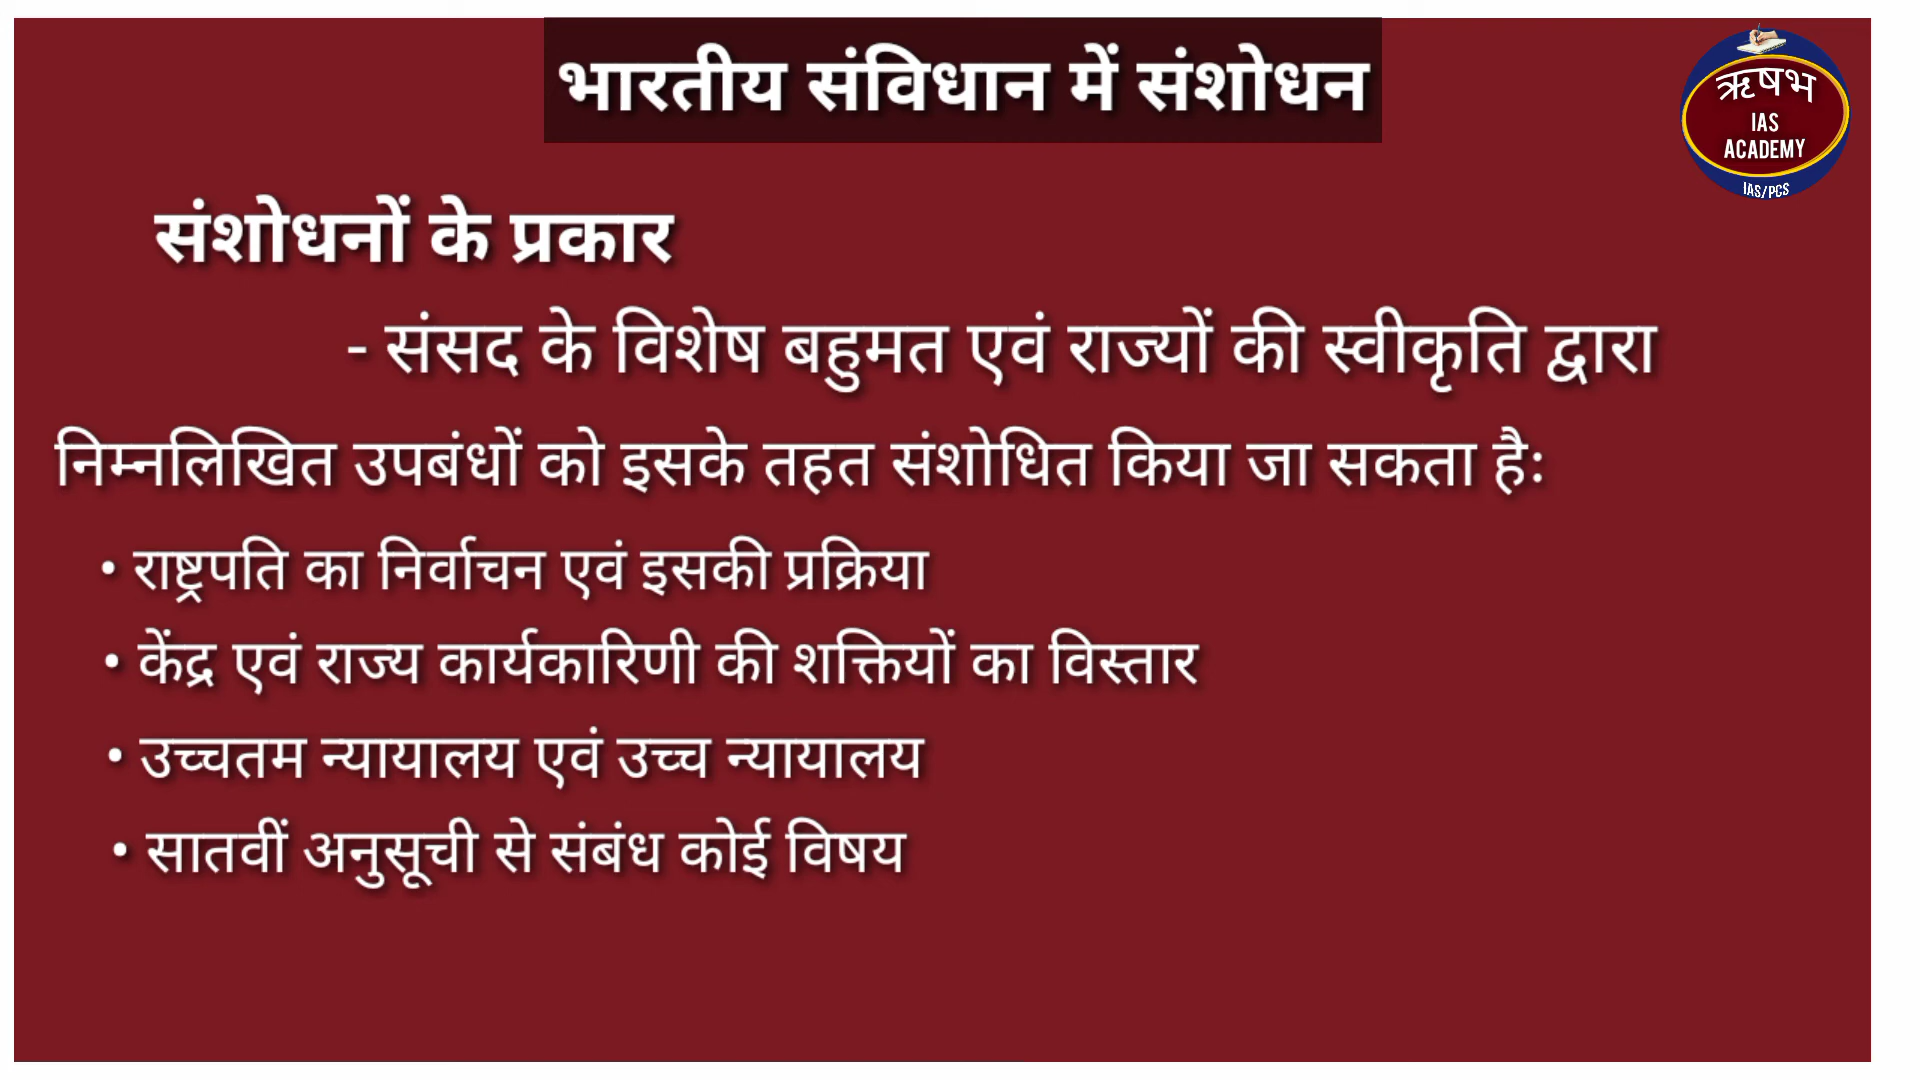 भारतीय संविधान में संशोधन
ऋषभ
IAS
ACADEMY
IAS/PCS
संशोधनों के प्रकार
- संसद के विशेष बहुमत एवं राज्यों की स्वीकृति द्वारा
निम्नलिखित उपबंधों को इसके तहत संशोधित किया जा सकता हैः
• राष्ट्रपति का निर्वाचन एवं इसकी प्रक्रिया
• केंद्र एवं राज्य कार्यकारिणी की शक्तियों का विस्तार
• उच्चतम न्यायालय एवं उच्च न्यायालय
• सातवीं अनुसूची से संबंध कोई विषय